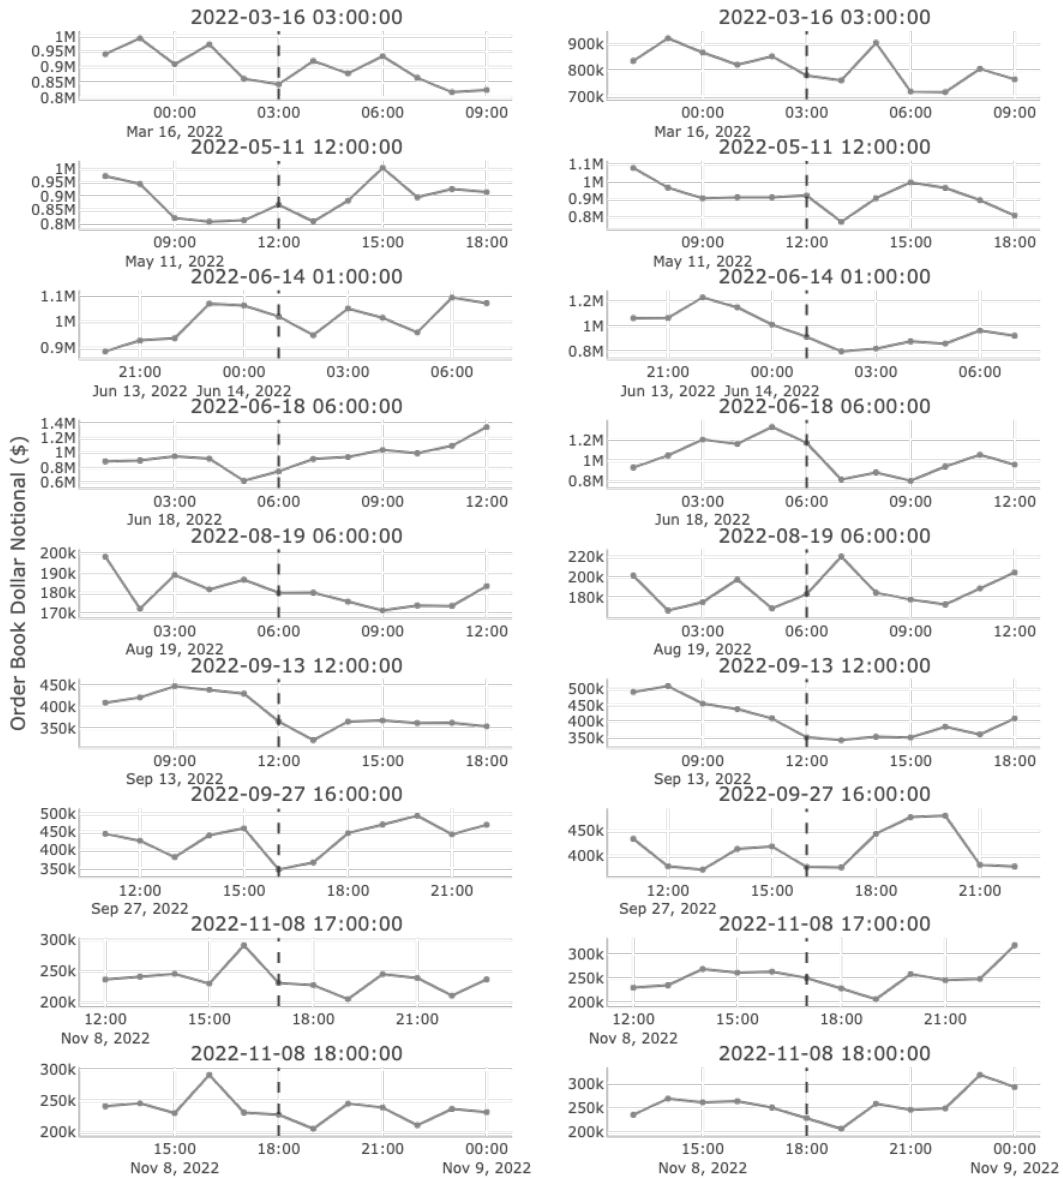 Order Book Dollar Notional ($)
2022-03-16 03:00:00
1M
0.95M
0.9M
0.85M
0.8M
00:00 03:00 06:00 09:00
Mar 16, 2022
2022-03-16 03:00:00
900k
800k
700k
00:00 03:00 06:00 09:00
Mar 16, 2022
2022-05-11 12:00:00
1M
0.95M
0.9M
0.85M
0.8M
09:00 12:00 15:00 18:00
May 11, 2022
2022-05-11 12:00:00
1.1M
1M
0.9M
0.8M
09:00 12:00 15:00 18:00
May 11, 2022
2022-06-14 01:00:00
1.1M
1M
0.9M
21:00 00:00 03:00 06:00
Jun 13, 2022 Jun 14, 2022
2022-06-14 01:00:00
1.2M
1M
0.8M
21:00 00:00 03:00 06:00
Jun 13, 2022 Jun 14, 2022
2022-06-18 06:00:00
1.4M
1.2M
1M
0.8M
0.6M
03:00 06:00 09:00 12:00
Jun 18, 2022
2022-06-18 06:00:00
1.2M
1M
0.8M
03:00 06:00 09:00 12:00
Jun 18, 2022
2022-08-19 06:00:00
200k
190k
180k
170k
03:00 06:00 09:00 12:00
Aug 19, 2022
2022-08-19 06:00:00
220k
200k
180k
03:00 06:00 09:00 12:00
Aug 19, 2022
2022-09-13 12:00:00
450k
400k
350k
09:00 12:00 15:00 18:00
Sep 13, 2022
2022-09-13 12:00:00
500k
450k
400k
350k
09:00 12:00 15:00 18:00
Sep 13, 2022
2022-09-27 16:00:00
500k
450k
400k
350k
12:00 15:00 18:00 21:00
Sep 27, 2022
2022-09-27 16:00:00
450k
400k
12:00 15:00 18:00 21:00
Sep 27, 2022
2022-11-08 17:00:00
300k
250k
200k
12:00 15:00 18:00 21:00
Nov 8, 2022
2022-11-08 17:00:00
300k
250k
200k
12:00 15:00 18:00 21:00
Nov 8, 2022
2022-11-08 18:00:00
300k
250k
200k
15:00 18:00 21:00 00:00
Nov 8, 2022 Nov 9, 2022
2022-11-08 18:00:00
300k
250k
200k
15:00 18:00 21:00 00:00
Nov 8, 2022 Nov 9, 2022